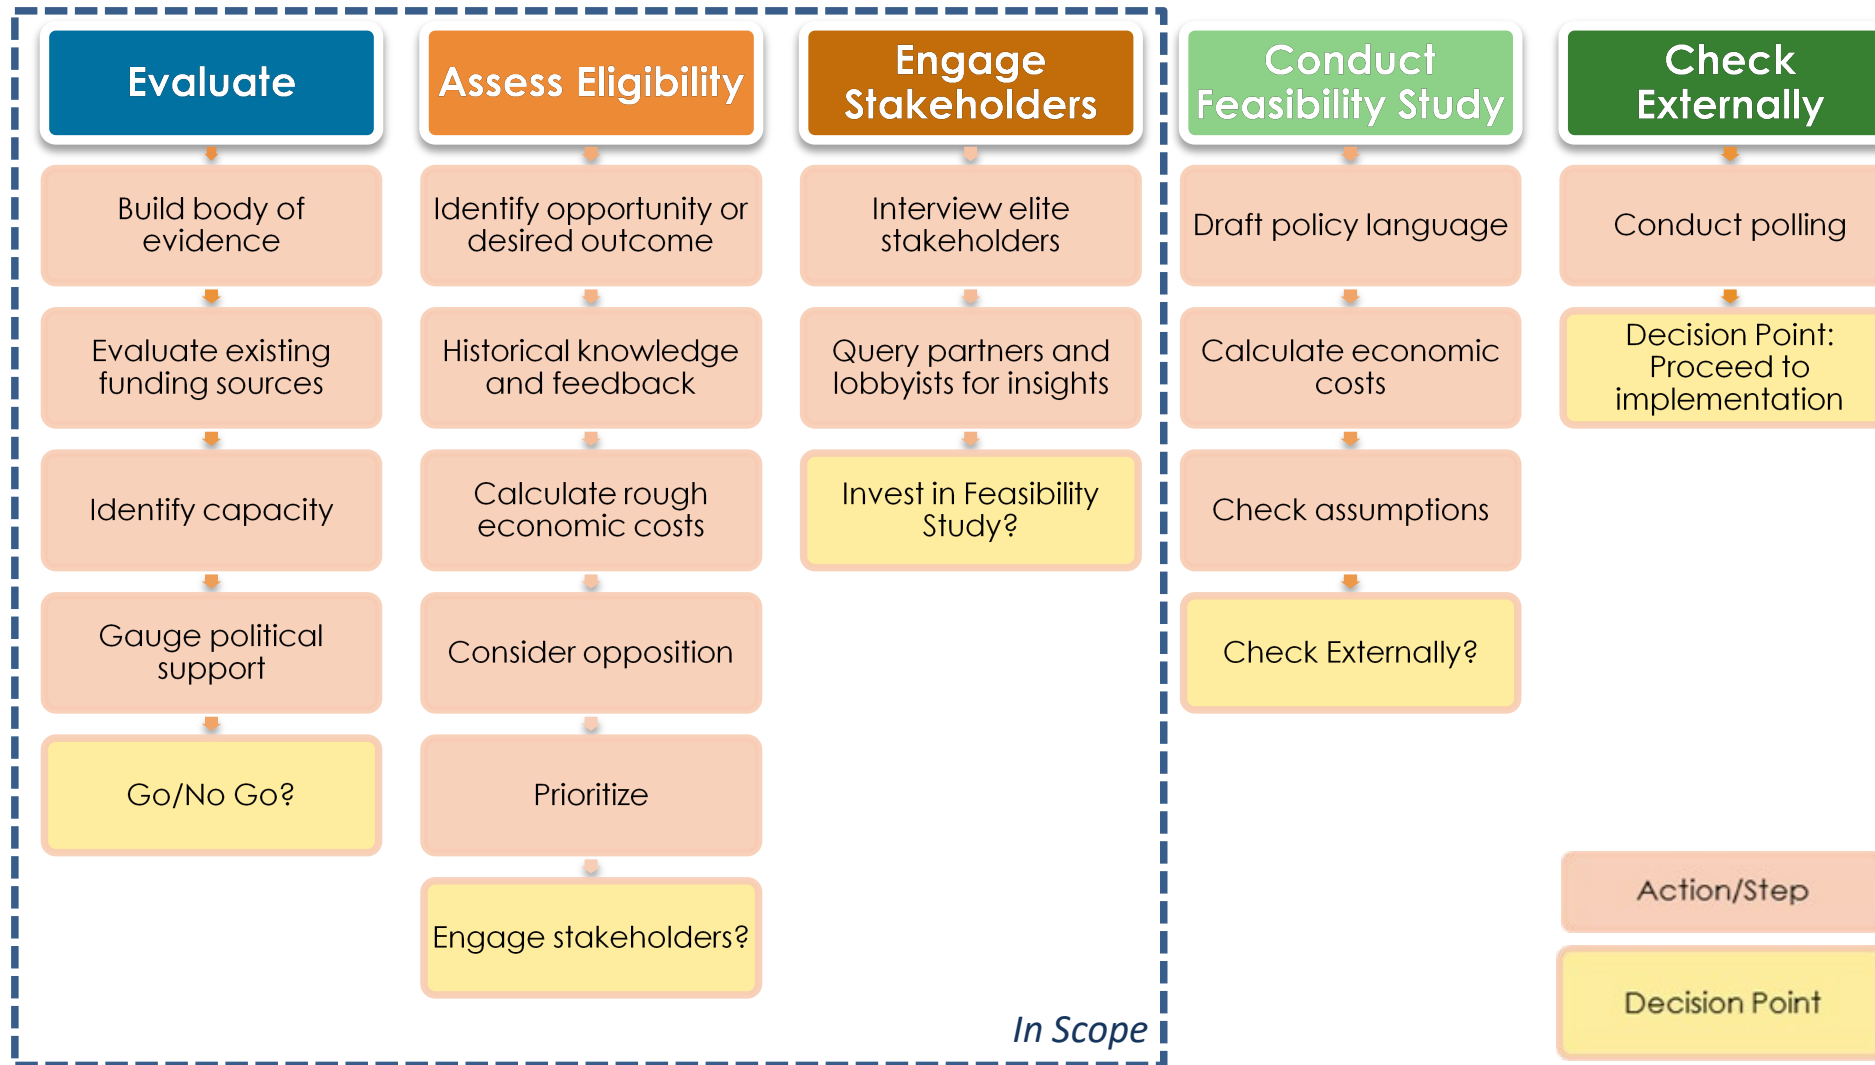 Evaluate
Build body of
evidence
Evaluate existing
funding sources
Identify capacity
Gauge political
support
Go/No Go?
Assess Eligibility
Identify opportunity or
desired outcome
Historical knowledge
and feedback
Calculate rough
economic costs
Consider opposition
Prioritize
Engage stakeholders?
Engage
Stakeholders
Interview elite
stakeholders
Query partners and
lobbyists for insights
Invest in Feasibility
Study?
In Scope
Conduct
Feasibility Study
Draft policy language
Calculate economic
costs
Check assumptions
Check Externally?
Check
Externally
Conduct polling
Decision Point:
Proceed to
implementation
Action/Step
Decision Point